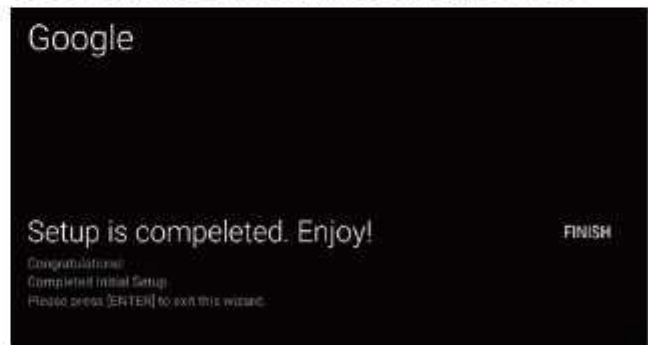 Google
Setup is compeleted. Enjoy!
FINISH
Congratulations!
Completed Initial Setup.
Please press [ENTER] to exit this wizard.